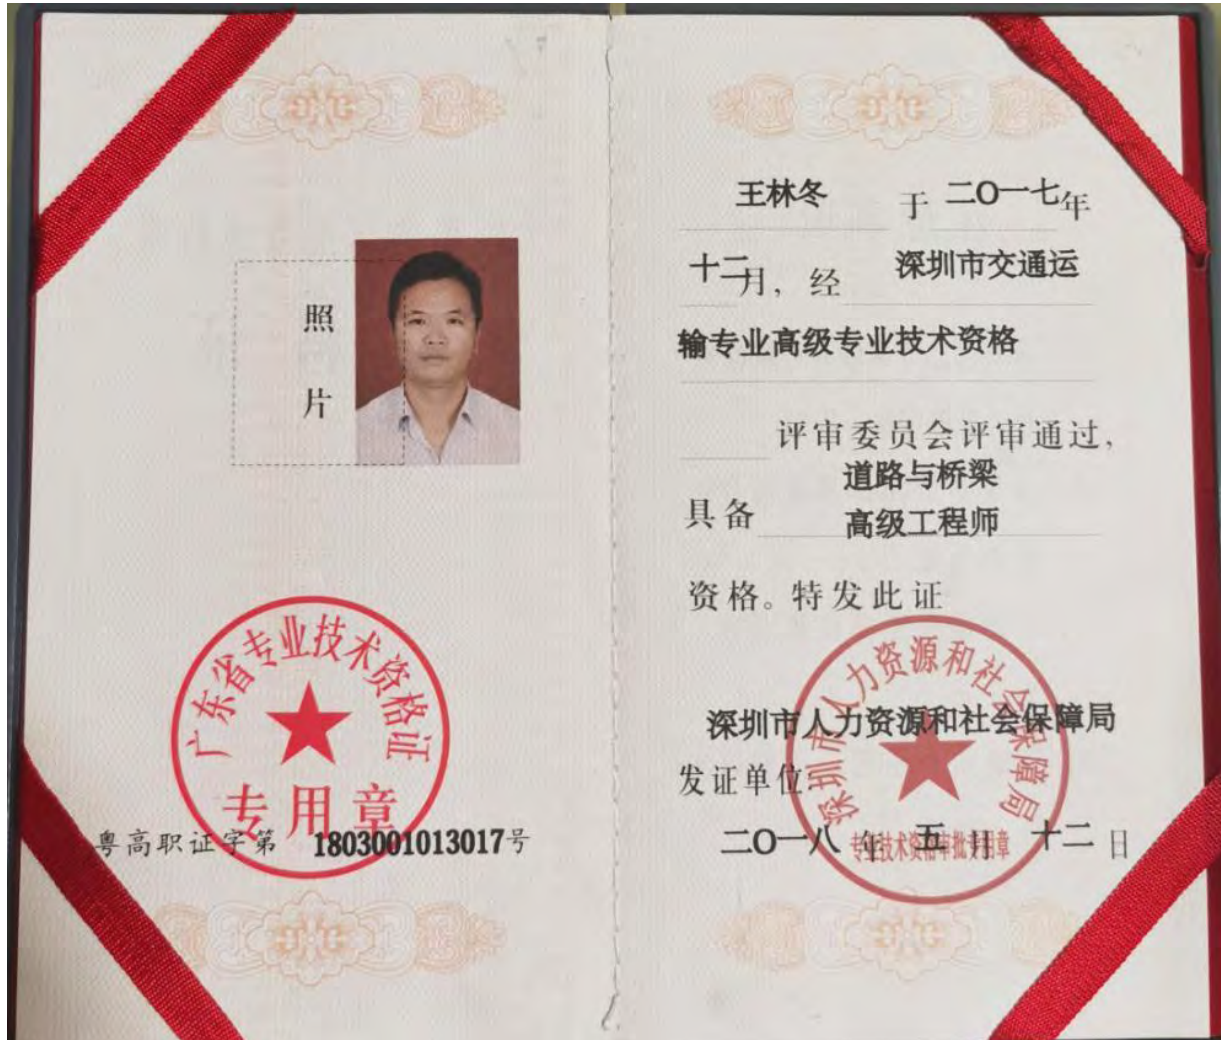 照
片
广东省专业技术资格证
专用章
粤高职证字第 1803001013017号
王林冬 于 二〇一七年
十二月，经 深圳市交通运
输专业高级专业技术资格
评审委员会评审通过，
道路与桥梁
具备 高级工程师
资格。特发此证
深圳市人力资源和社会保障局
深圳市人力资源和社会保障局
发证单位：
二〇一八 年 五 月 十二 日
专业技术资格审批专用章